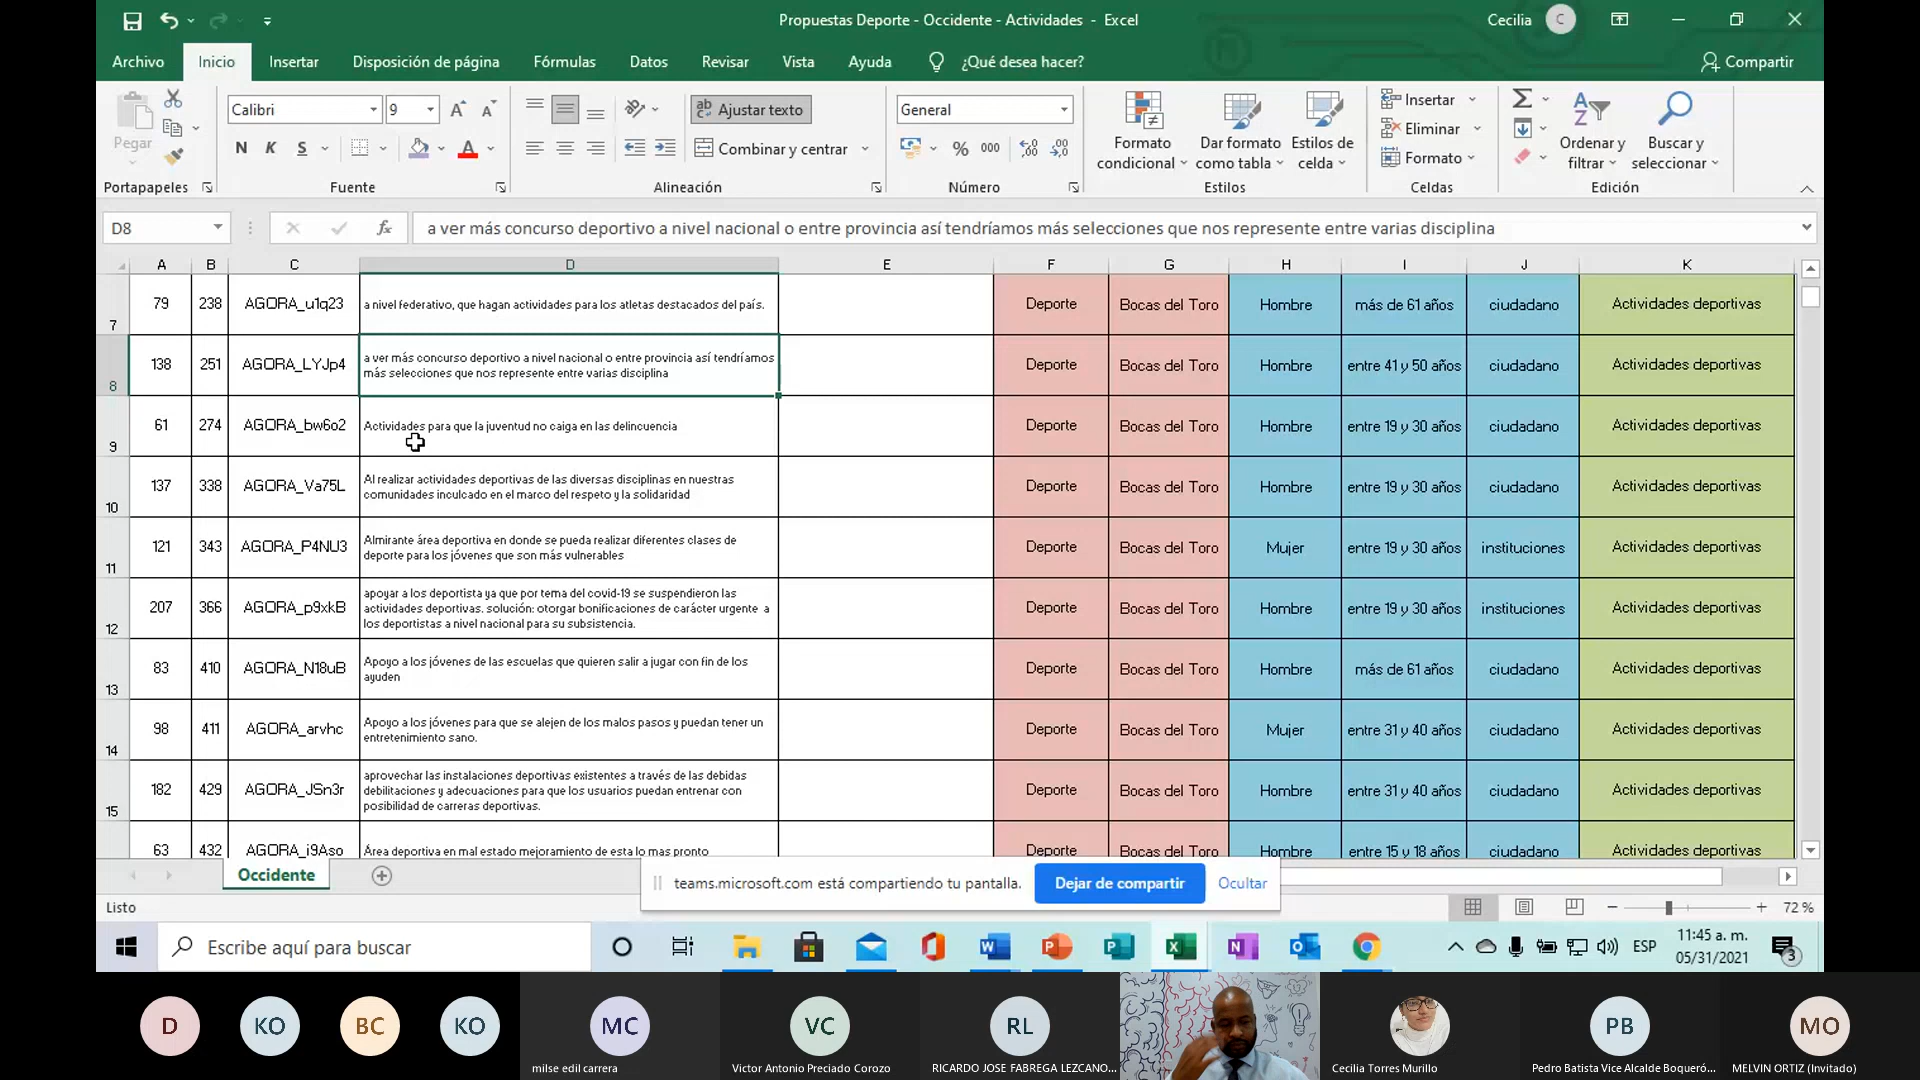 Propuestas Deporte - Occidente - Actividades - Excel
Cecilia
C
Archivo
Inicio
Insertar
Disposición de página
Fórmulas
Datos
Revisar
Vista
Ayuda
¿Qué desea hacer?
Compartir
Pegar
Calibri
9
N K S
Ajustar texto
Combinar y centrar
General
% 000
Formato condicional
Dar formato como tabla
Estilos de celda
Insertar
Eliminar
Formato
Ordenar y filtrar
Buscar y seleccionar
Portapapeles
Fuente
Alineación
Número
Estilos
Celdas
Edición
D8
fx
a ver más concurso deportivo a nivel nacional o entre provincia así tendríamos más selecciones que nos represente entre varias disciplina
A B C D E F G H I J K
7 79 238 AGORA_u1q23 a nivel federativo, que hagan actividades para los atletas destacados del país. Deporte Bocas del Toro Hombre más de 61 años ciudadano Actividades deportivas
8 138 251 AGORA_LYJp4 a ver más concurso deportivo a nivel nacional o entre provincia así tendríamos
más selecciones que nos represente entre varias disciplina Deporte Bocas del Toro Hombre entre 41 y 50 años ciudadano Actividades deportivas
9 61 274 AGORA_bw6o2 Actividades para que la juventud no caiga en las delincuencia Deporte Bocas del Toro Hombre entre 19 y 30 años ciudadano Actividades deportivas
10 137 338 AGORA_Va75L Al realizar actividades deportivas de las diversas disciplinas en nuestras
comunidades inculcado en el marco del respeto y la solidaridad Deporte Bocas del Toro Hombre entre 19 y 30 años ciudadano Actividades deportivas
11 121 343 AGORA_P4NU3 Almirante área deportiva en donde se pueda realizar diferentes clases de
deporte para los jóvenes que son más vulnerables Deporte Bocas del Toro Mujer entre 19 y 30 años instituciones Actividades deportivas
12 207 366 AGORA_p9xkB apoyar a los deportista ya que por tema del covid-19 se suspendieron las
actividades deportivas. solución: otorgar bonificaciones de carácter urgente a
los deportistas a nivel nacional para su subsistencia. Deporte Bocas del Toro Hombre entre 19 y 30 años instituciones Actividades deportivas
13 83 410 AGORA_N18uB Apoyo a los jóvenes de las escuelas que quieren salir a jugar con fin de los
ayuden Deporte Bocas del Toro Hombre más de 61 años ciudadano Actividades deportivas
14 98 411 AGORA_arvhc Apoyo a los jóvenes para que se alejen de los malos pasos y puedan tener un
entretenimiento sano. Deporte Bocas del Toro Mujer entre 31 y 40 años ciudadano Actividades deportivas
15 182 429 AGORA_JSn3r aprovechar las instalaciones deportivas existentes a través de las debidas
debilitaciones y adecuaciones para que los usuarios puedan entrenar con
posibilidad de carreras deportivas. Deporte Bocas del Toro Hombre entre 31 y 40 años ciudadano Actividades deportivas
63 432 AGORA_i9Aso Área deportiva en mal estado mejoramiento de esta lo mas pronto Deporte Bocas del Toro Hombre entre 15 y 18 años ciudadano Actividades deportivas
Occidente
teams.microsoft.com está compartiendo tu pantalla.
Dejar de compartir
Ocultar
Listo
72 %
Escribe aquí para buscar
ESP
11:45 a. m.
05/31/2021
3
D
KO
BC
KO
MC
VC
RL
PB
MO
milse edil carrera
Victor Antonio Preciado Corozo
RICARDO JOSE FABREGA LEZCANO...
Cecilia Torres Murillo
Pedro Batista Vice Alcalde Boqueró...
MELVIN ORTIZ (Invitado)